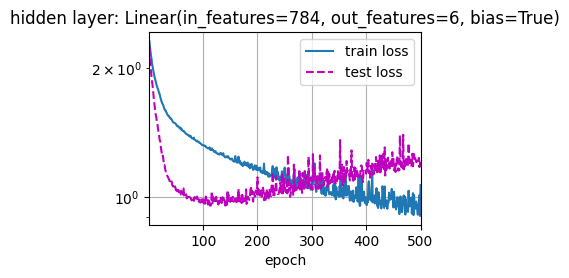 hidden layer: Linear(in_features=784, out_features=6, bias=True)
train loss
test loss
2 × 10⁰
10⁰
100 200 300 400 500
epoch